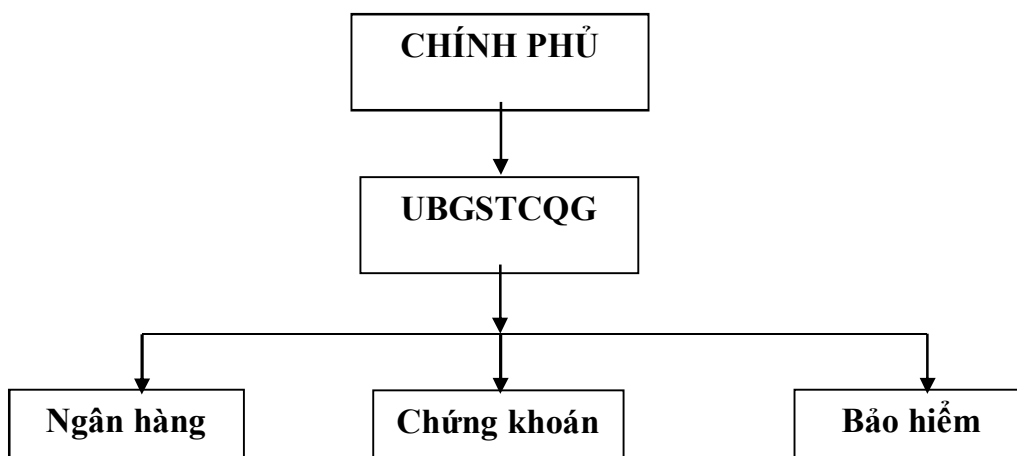 CHÍNH PHỦ
UBGSTCQG
Ngân hàng
Chứng khoán
Bảo hiểm